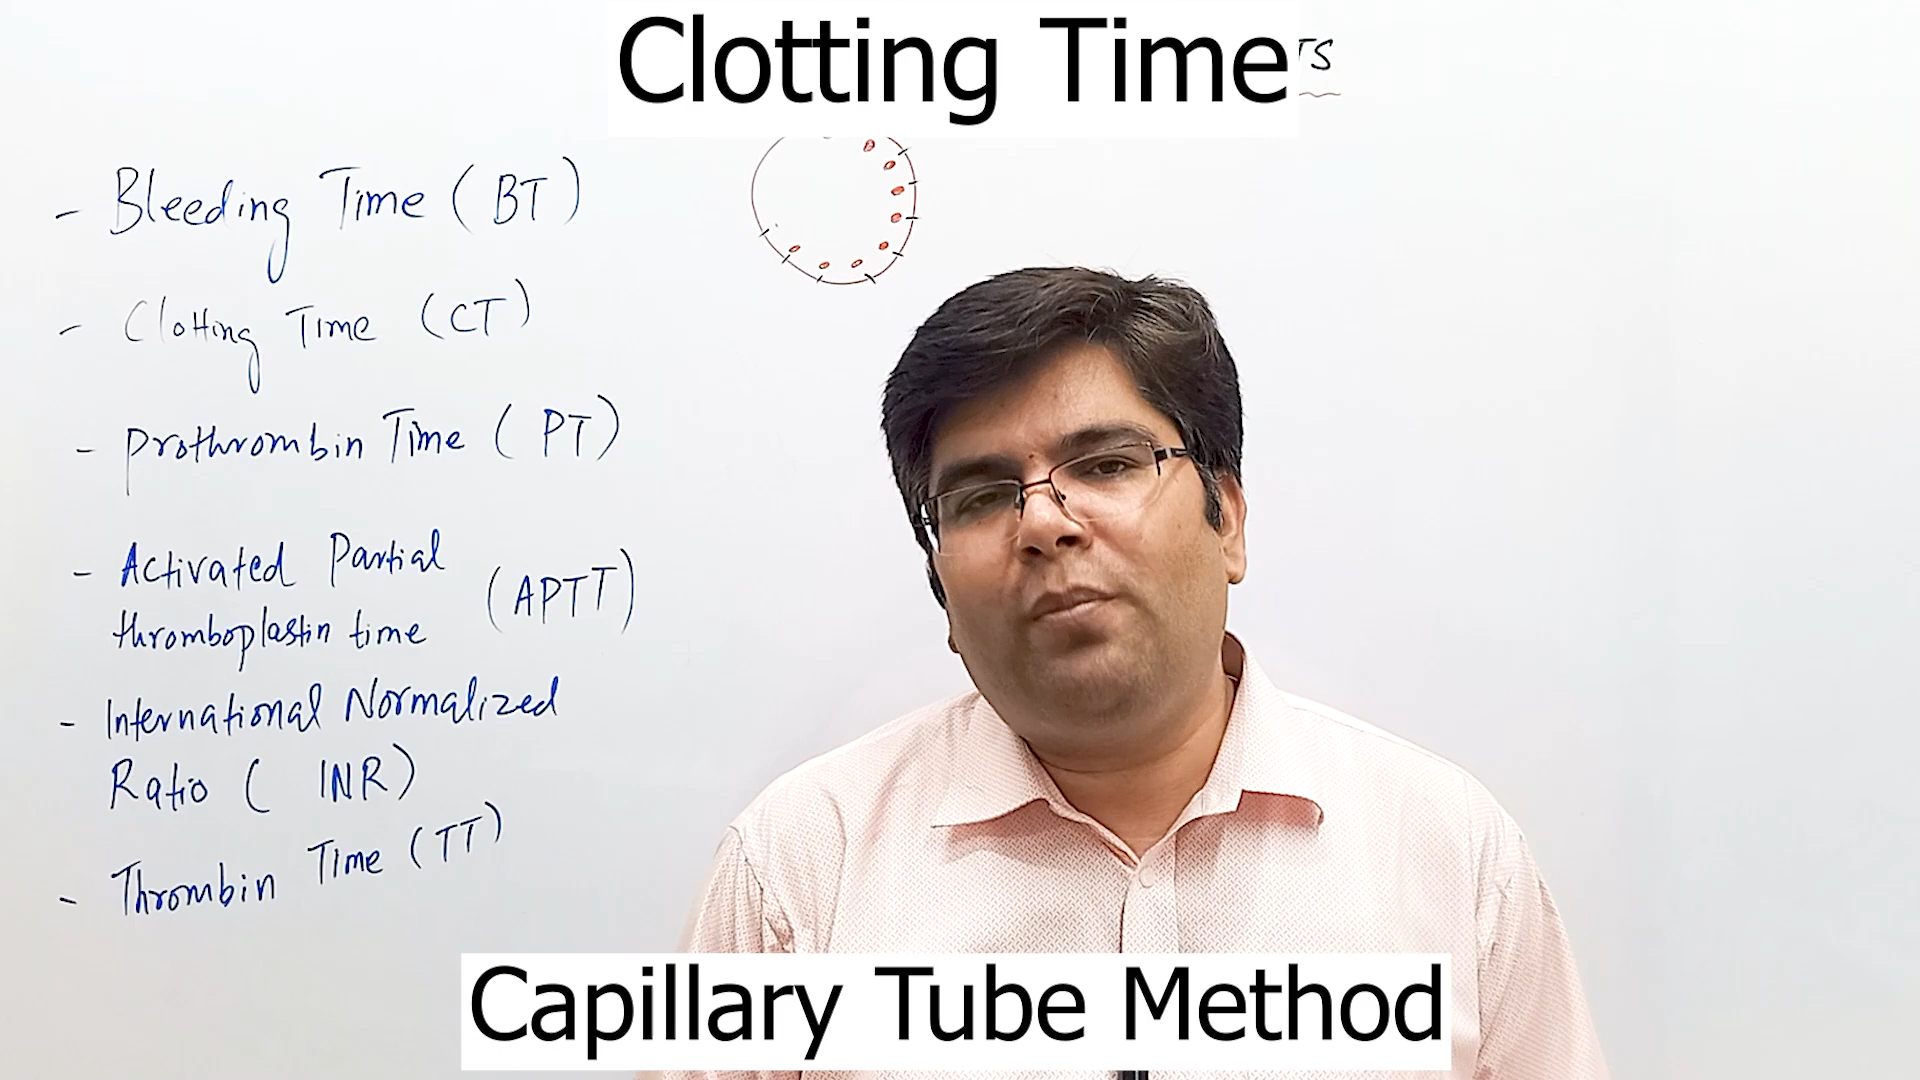 Clotting Time
TS
- Bleeding Time (BT)
- Clotting Time (CT)
- Prothrombin Time (PT)
- Activated Partial
thromboplastin time (APTT)
- International Normalized
Ratio (INR)
- Thrombin Time (TT)
Capillary Tube Method